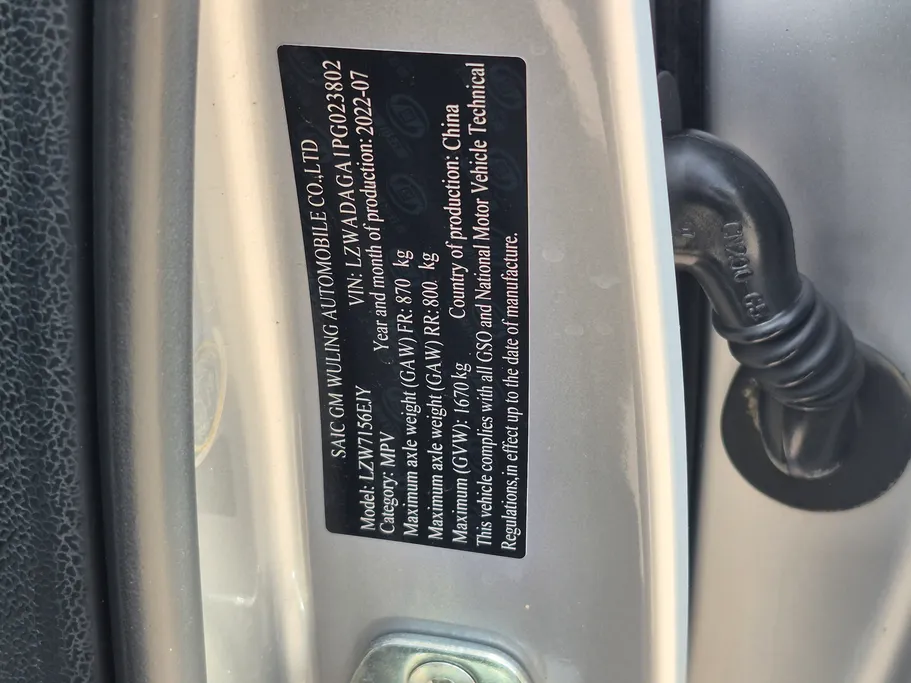 SAIC GM WULING AUTOMOBILE CO.,LTD
Model: LZW7156EJY VIN: LZWADAGA1PG023802
Category: MPV Year and month of production: 2022-07
Maximum axle weight (GAW) FR: 870 kg
Maximum axle weight (GAW) RR: 800 kg
Maximum (GVW): 1670 kg Country of production: China
This vehicle complies with all GSO and National Motor Vehicle Technical
Regulations,in effect up to the date of manufacture.